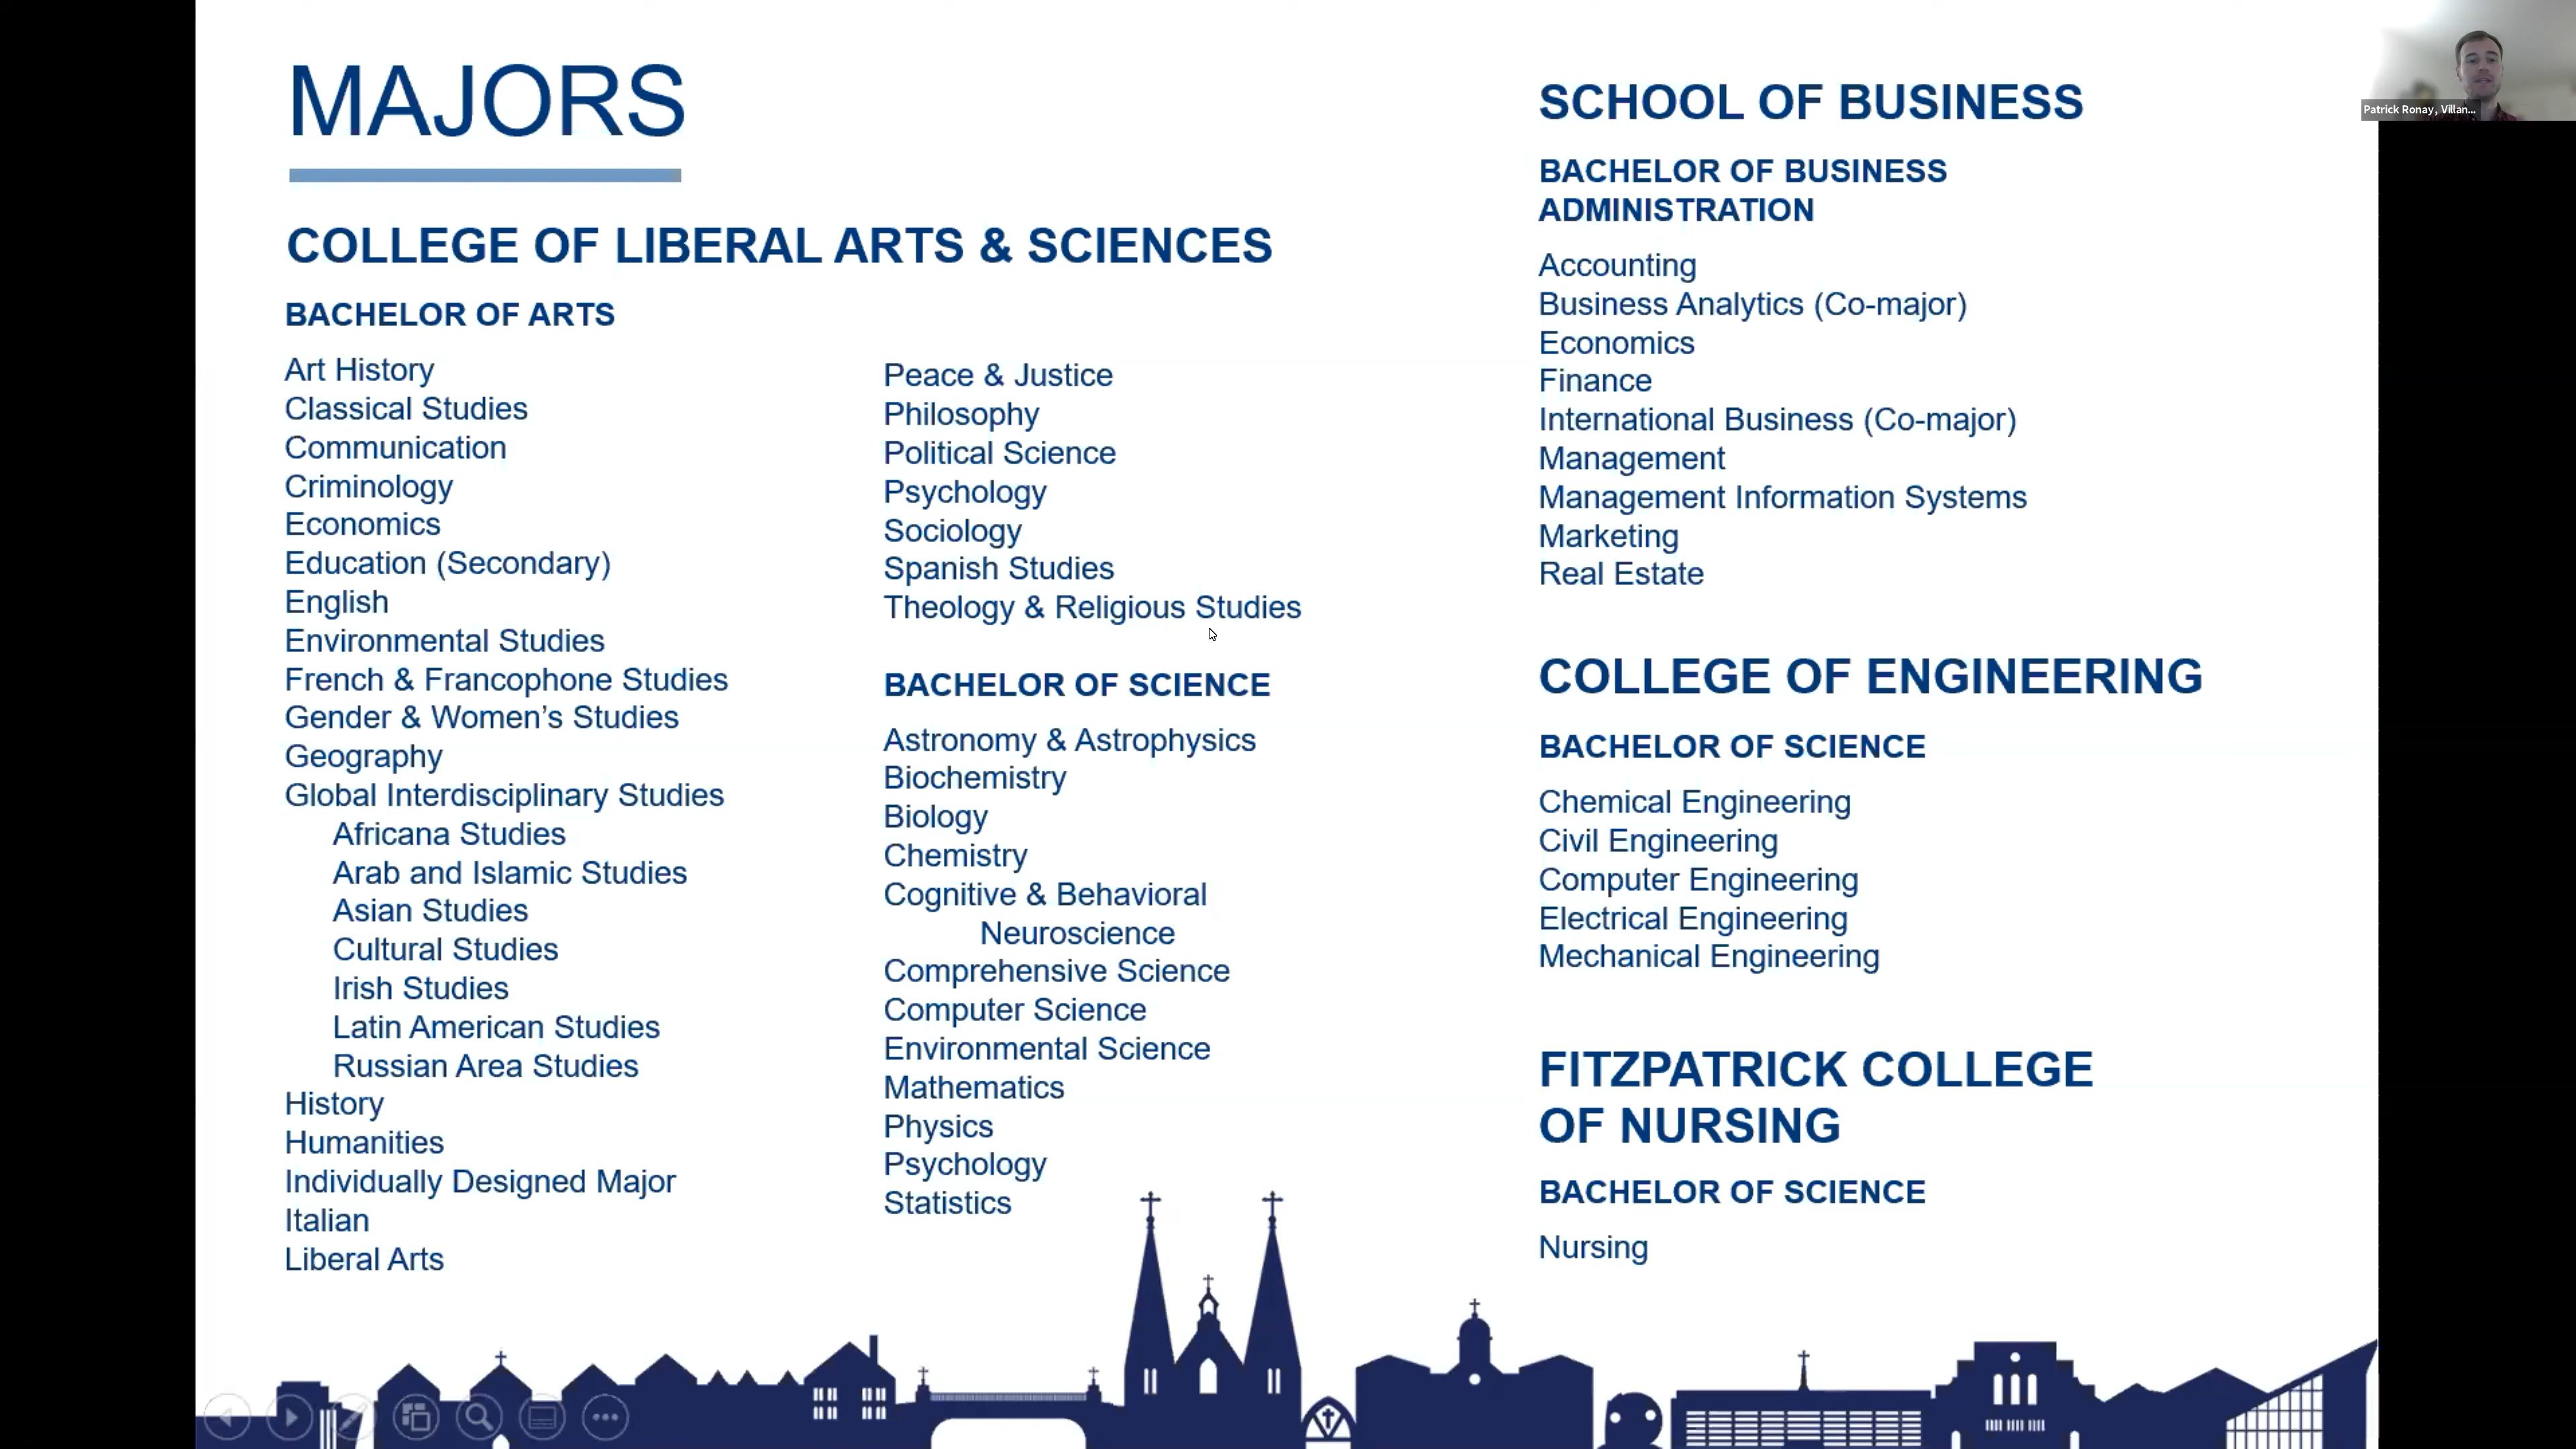 MAJORS
COLLEGE OF LIBERAL ARTS & SCIENCES
BACHELOR OF ARTS
Art History
Classical Studies
Communication
Criminology
Economics
Education (Secondary)
English
Environmental Studies
French & Francophone Studies
Gender & Women’s Studies
Geography
Global Interdisciplinary Studies
Africana Studies
Arab and Islamic Studies
Asian Studies
Cultural Studies
Irish Studies
Latin American Studies
Russian Area Studies
History
Humanities
Individually Designed Major
Italian
Liberal Arts
Peace & Justice
Philosophy
Political Science
Psychology
Sociology
Spanish Studies
Theology & Religious Studies
BACHELOR OF SCIENCE
Astronomy & Astrophysics
Biochemistry
Biology
Chemistry
Cognitive & Behavioral
Neuroscience
Comprehensive Science
Computer Science
Environmental Science
Mathematics
Physics
Psychology
Statistics
SCHOOL OF BUSINESS
BACHELOR OF BUSINESS
ADMINISTRATION
Accounting
Business Analytics (Co-major)
Economics
Finance
International Business (Co-major)
Management
Management Information Systems
Marketing
Real Estate
COLLEGE OF ENGINEERING
BACHELOR OF SCIENCE
Chemical Engineering
Civil Engineering
Computer Engineering
Electrical Engineering
Mechanical Engineering
FITZPATRICK COLLEGE
OF NURSING
BACHELOR OF SCIENCE
Nursing
Patrick Ronay, Villan...